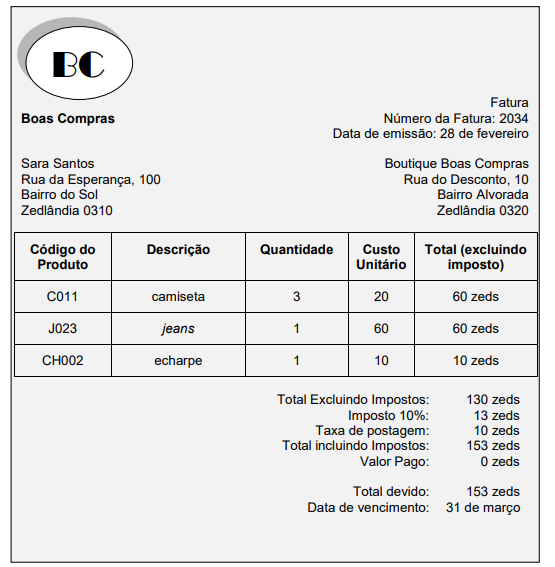 BC
Boas Compras
Fatura
Número da Fatura: 2034
Data de emissão: 28 de fevereiro
Sara Santos
Rua da Esperança, 100
Bairro do Sol
Zedlândia 0310
Boutique Boas Compras
Rua do Desconto, 10
Bairro Alvorada
Zedlândia 0320
Código do Produto Descrição Quantidade Custo Unitário Total (excluindo imposto)
C011 camiseta 3 20 60 zeds
J023 jeans 1 60 60 zeds
CH002 echarpe 1 10 10 zeds
Total Excluindo Impostos: 130 zeds
Imposto 10%: 13 zeds
Taxa de postagem: 10 zeds
Total incluindo Impostos: 153 zeds
Valor Pago: 0 zeds
Total devido: 153 zeds
Data de vencimento: 31 de março